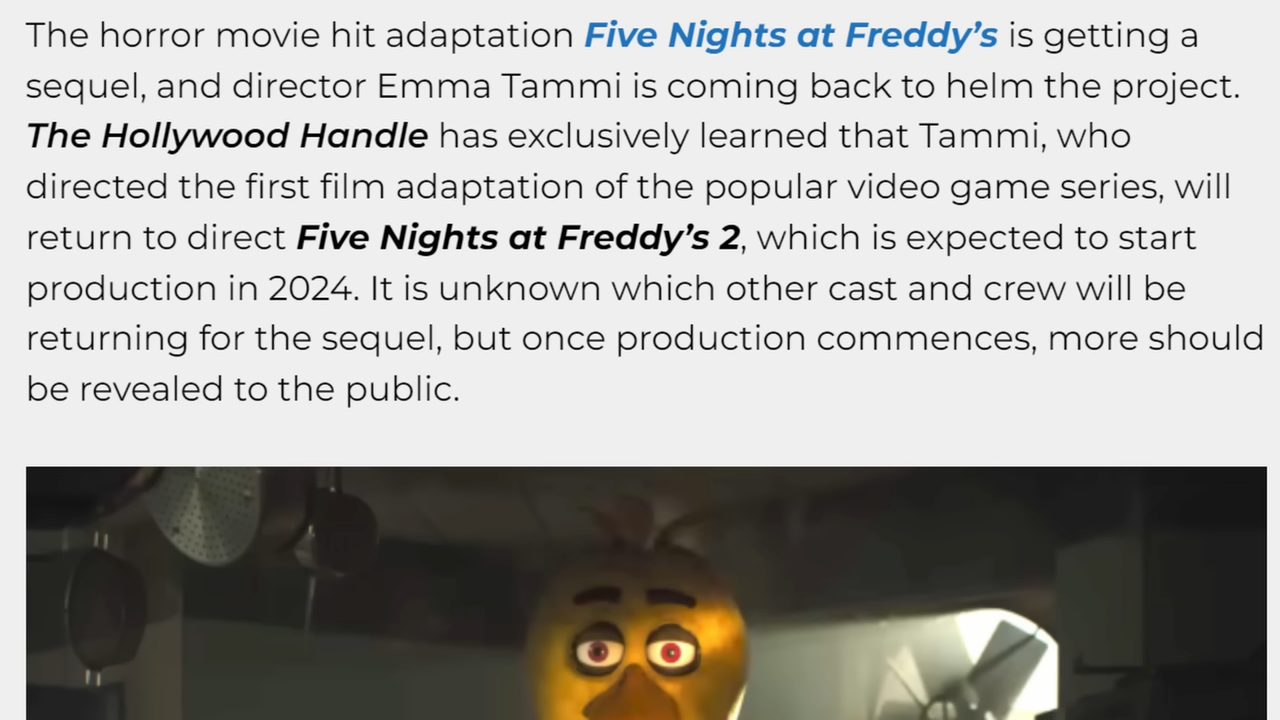 The horror movie hit adaptation Five Nights at Freddy’s is getting a
sequel, and director Emma Tammi is coming back to helm the project.
The Hollywood Handle has exclusively learned that Tammi, who
directed the first film adaptation of the popular video game series, will
return to direct Five Nights at Freddy’s 2, which is expected to start
production in 2024. It is unknown which other cast and crew will be
returning for the sequel, but once production commences, more should
be revealed to the public.